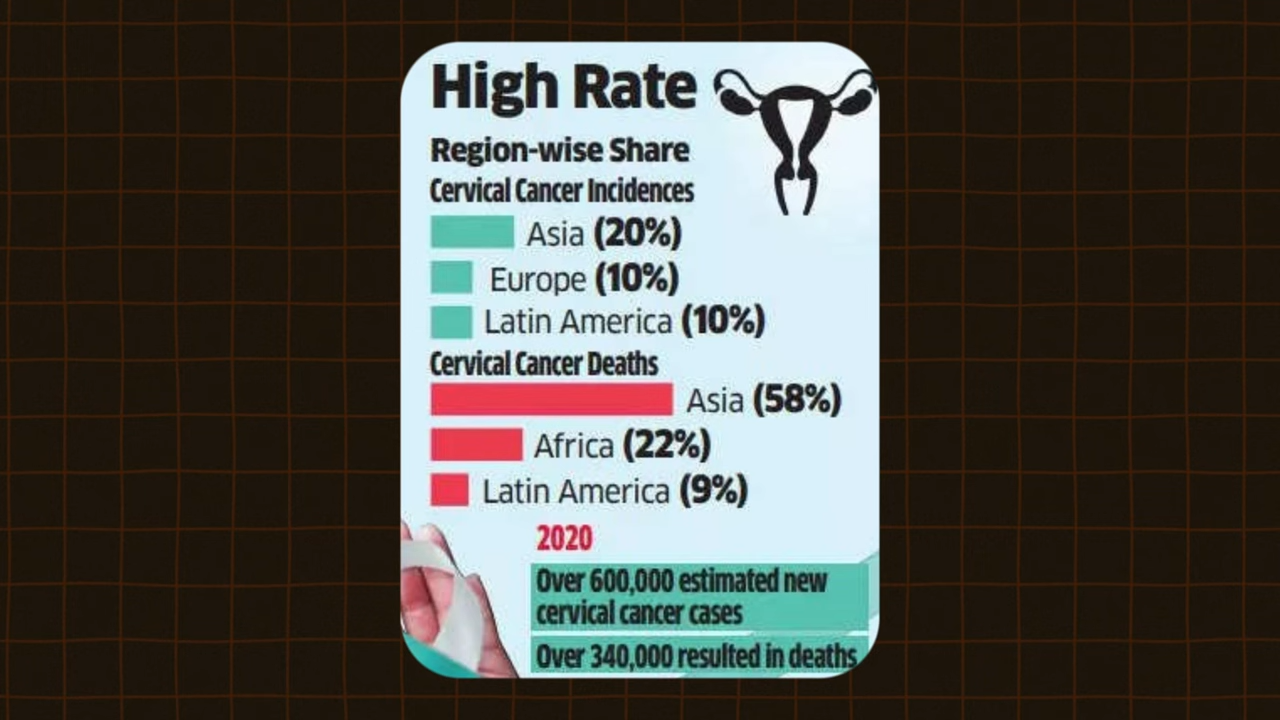 High Rate
Region-wise Share
Cervical Cancer Incidences
Asia (20%)
Europe (10%)
Latin America (10%)
Cervical Cancer Deaths
Asia (58%)
Africa (22%)
Latin America (9%)
2020
Over 600,000 estimated new
cervical cancer cases
Over 340,000 resulted in deaths